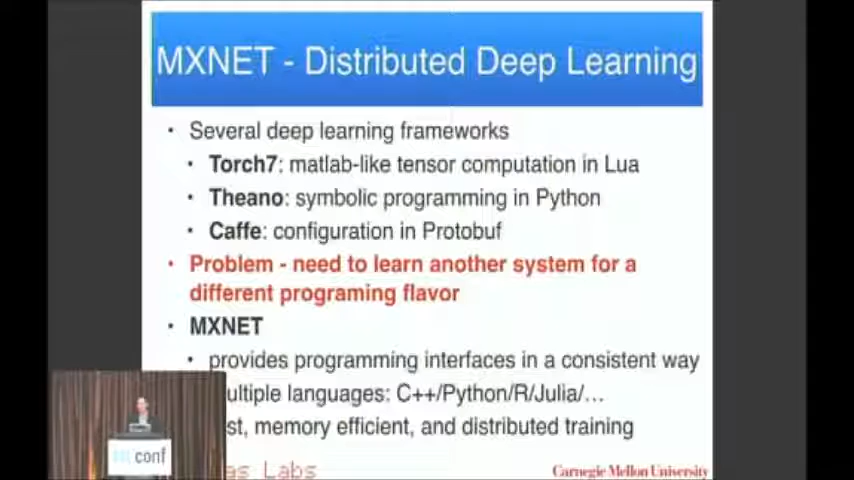 MXNET - Distributed Deep Learning
• Several deep learning frameworks
• Torch7: matlab-like tensor computation in Lua
• Theano: symbolic programming in Python
• Caffe: configuration in Protobuf
• Problem - need to learn another system for a
different programing flavor
• MXNET
• provides programming interfaces in a consistent way
ultiple languages: C++/Python/R/Julia/...
st, memory efficient, and distributed training
conf
as Labs
Carnegie Mellon University